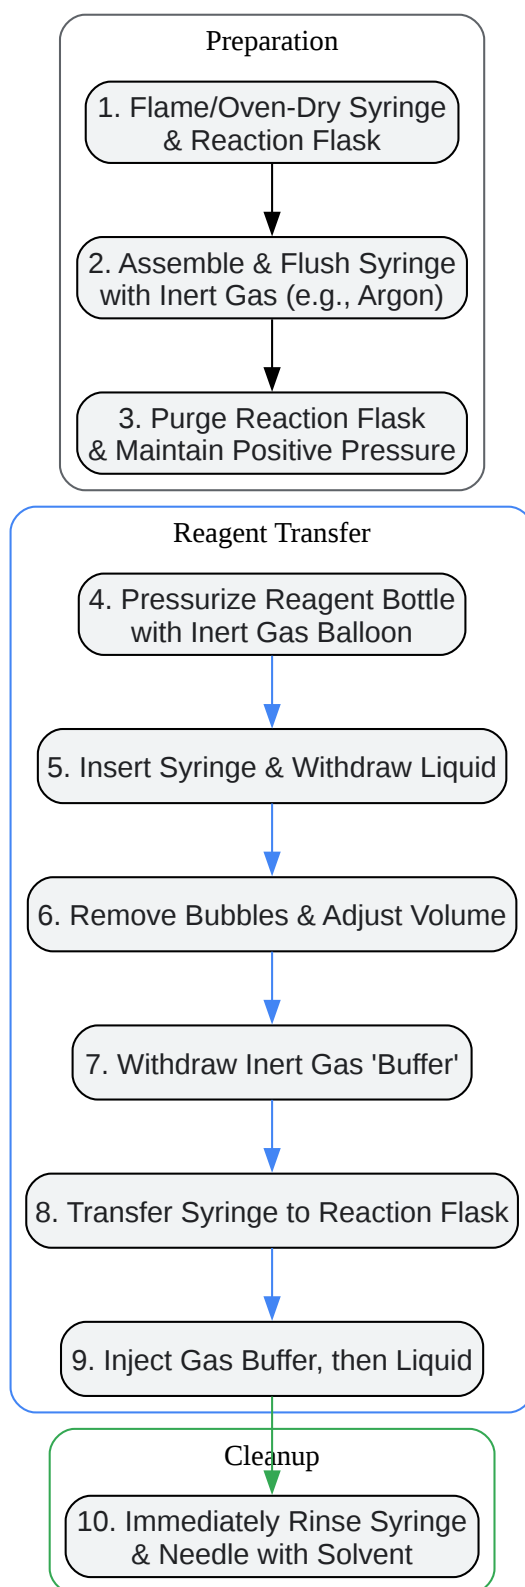 Preparation
1. Flame/Oven-Dry Syringe
& Reaction Flask
2. Assemble & Flush Syringe
with Inert Gas (e.g., Argon)
3. Purge Reaction Flask
& Maintain Positive Pressure
Reagent Transfer
4. Pressurize Reagent Bottle
with Inert Gas Balloon
5. Insert Syringe & Withdraw Liquid
6. Remove Bubbles & Adjust Volume
7. Withdraw Inert Gas 'Buffer'
8. Transfer Syringe to Reaction Flask
9. Inject Gas Buffer, then Liquid
Cleanup
10. Immediately Rinse Syringe
& Needle with Solvent